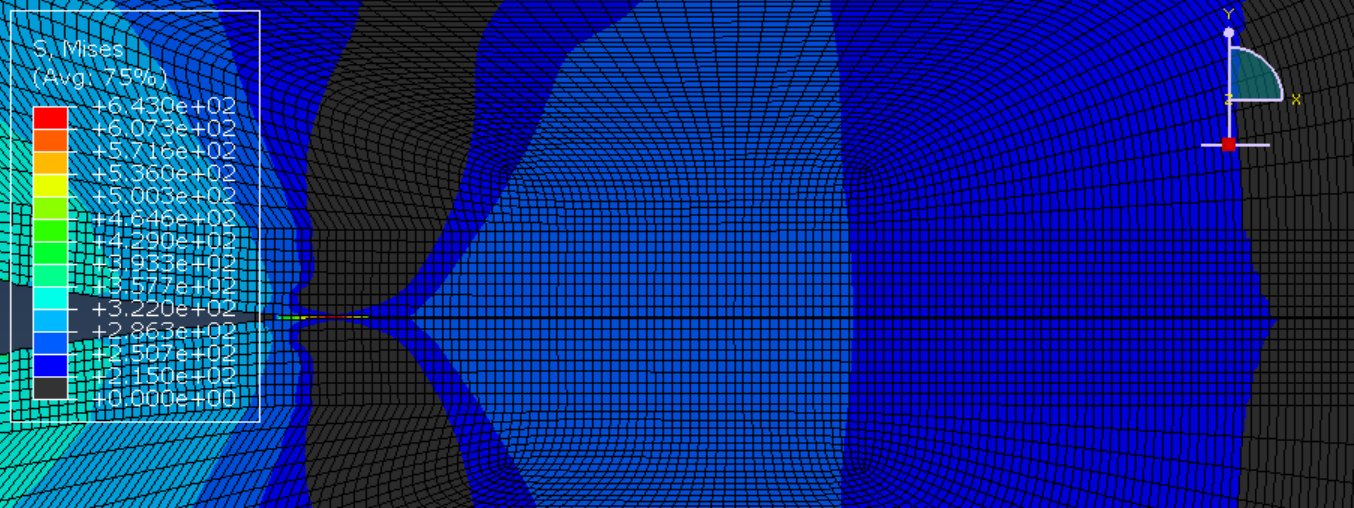 S, Mises
(Avg: 75%)
+6.430e+02
+6.073e+02
+5.716e+02
+5.360e+02
+5.003e+02
+4.646e+02
+4.290e+02
+3.933e+02
+3.577e+02
+3.220e+02
+2.863e+02
+2.507e+02
+2.150e+02
+0.000e+00
Y
Z
X